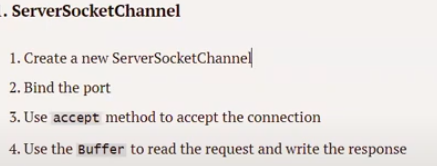 . ServerSocketChannel
1. Create a new ServerSocketChannel
2. Bind the port
3. Use accept method to accept the connection
4. Use the Buffer to read the request and write the response